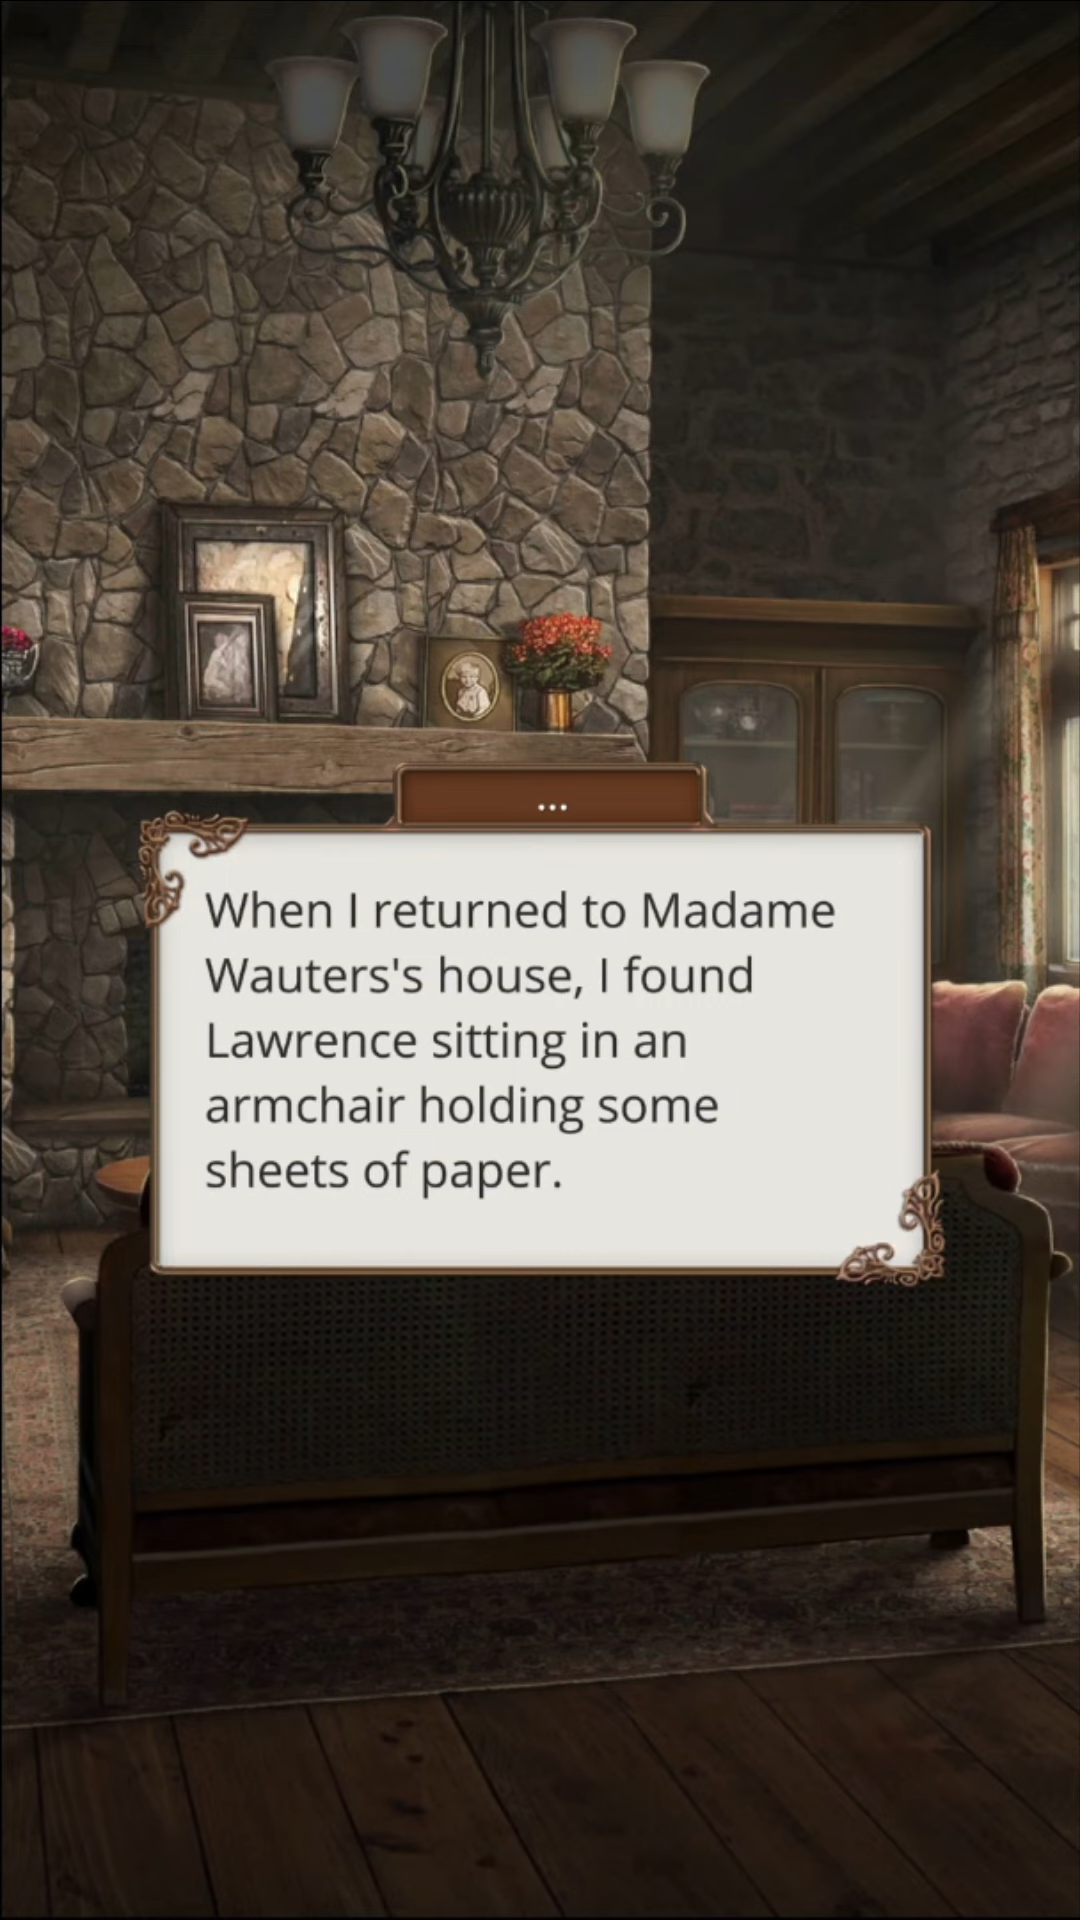 ...
When I returned to Madame
Wauters's house, I found
Lawrence sitting in an
armchair holding some
sheets of paper.